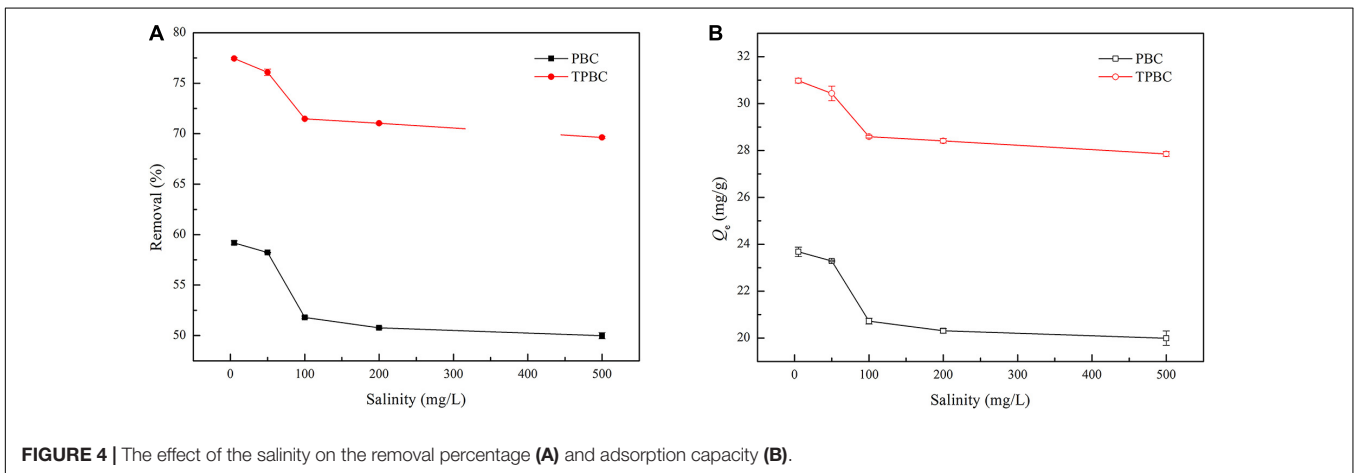 A
80
75
70
65
60
55
50
Removal (%)
PBC
TPBC
0 100 200 300 400 500
Salinity (mg/L)
B
32
30
28
26
24
22
20
Qe (mg/g)
PBC
TPBC
0 100 200 300 400 500
Salinity (mg/L)
FIGURE 4 | The effect of the salinity on the removal percentage (A) and adsorption capacity (B).